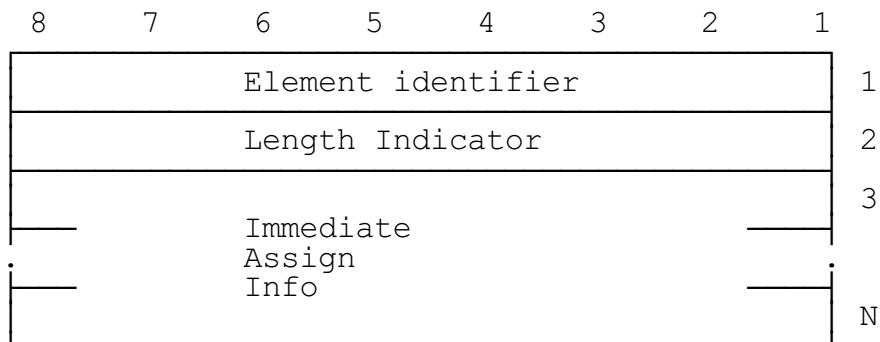 8 7 6 5 4 3 2 1
Element identifier 1
Length Indicator 2
3
Immediate
Assign
Info
N